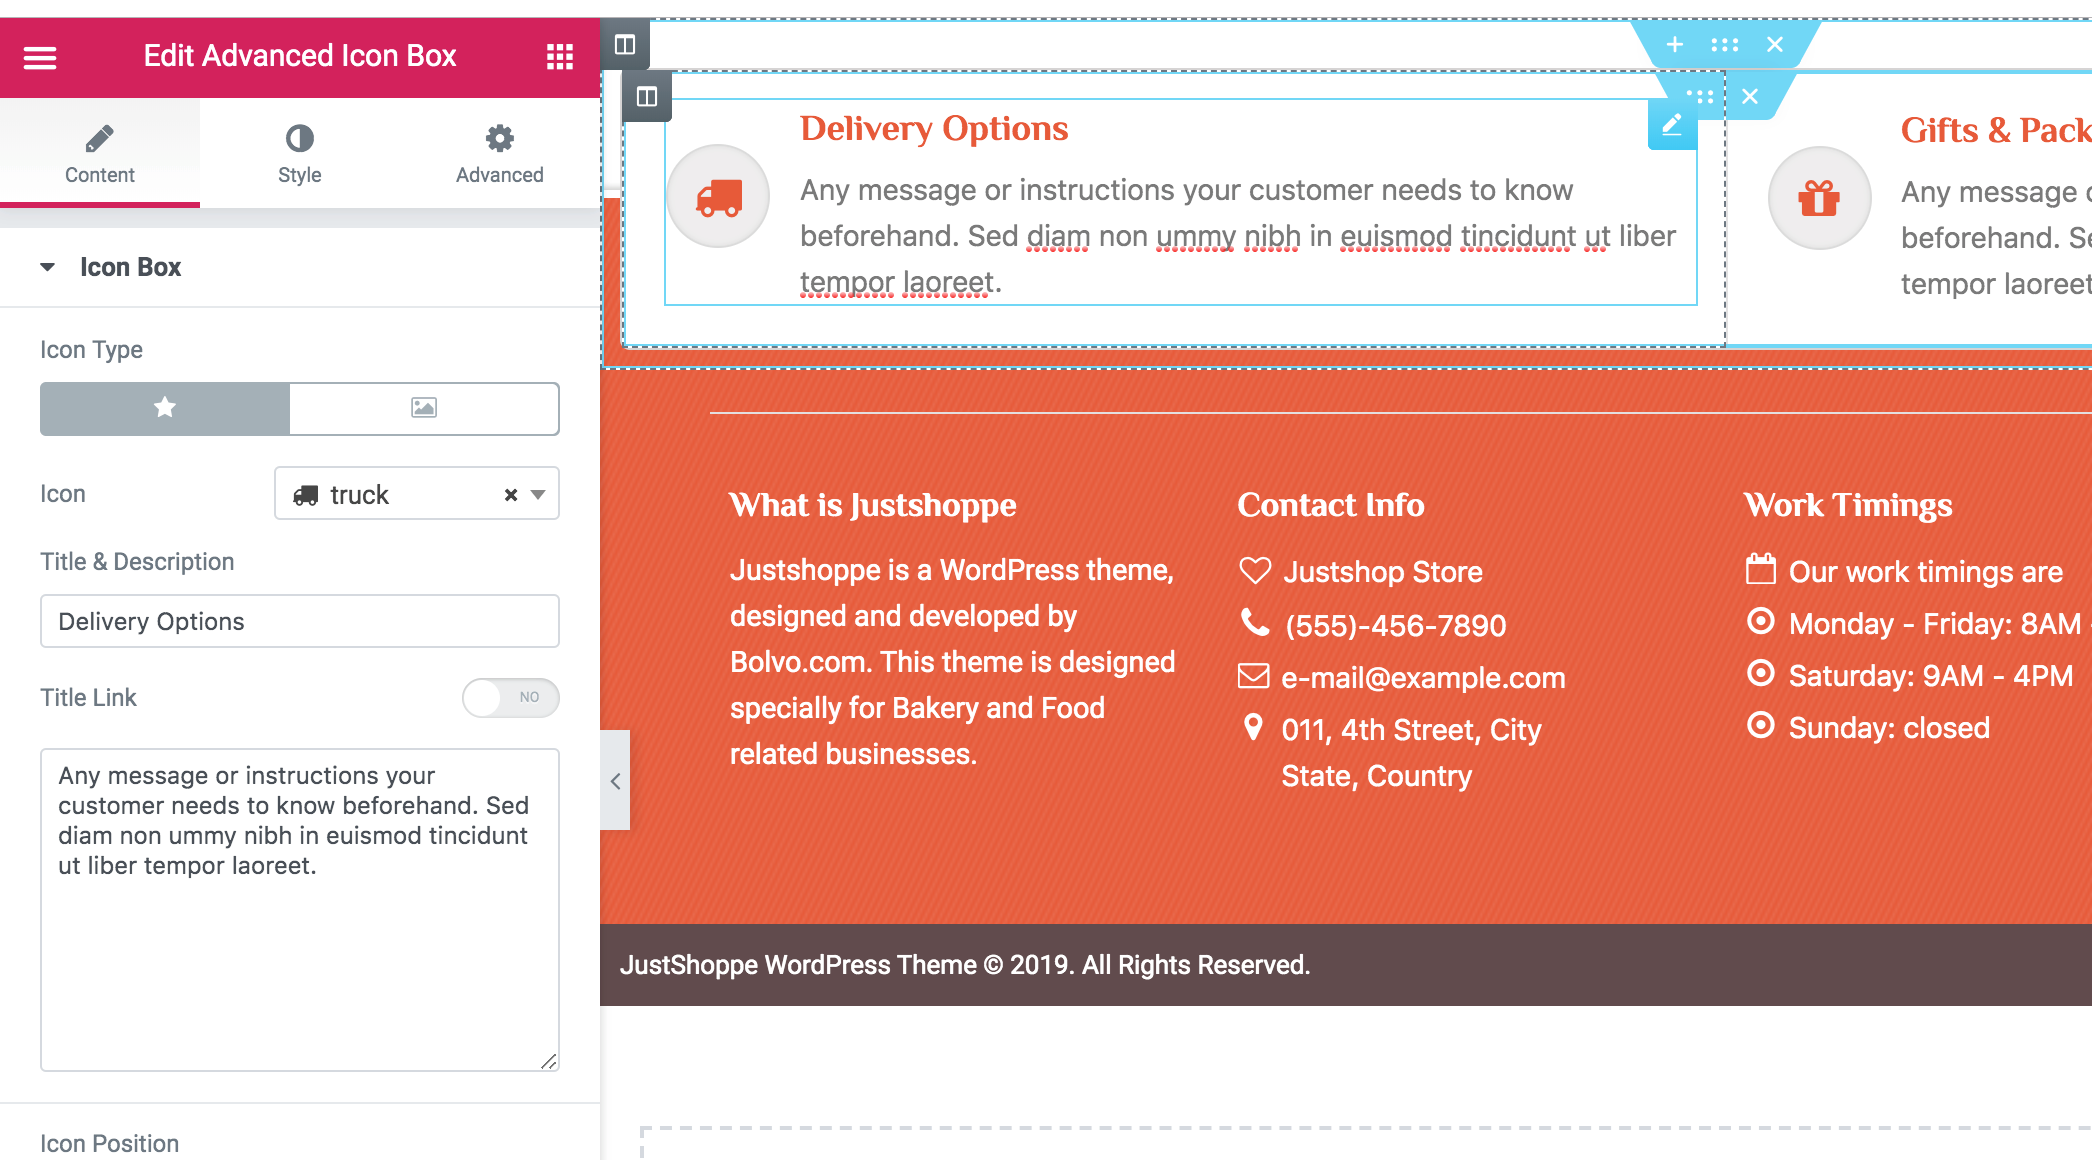 Edit Advanced Icon Box
Content
Style
Advanced
Icon Box
Icon Type
Icon
truck
Title & Description
Delivery Options
Title Link
NO
Any message or instructions your
customer needs to know beforehand. Sed
diam non ummy nibh in euismod tincidunt
ut liber tempor laoreet.
Icon Position
Delivery Options
Any message or instructions your customer needs to know
beforehand. Sed diam non ummy nibh in euismod tincidunt ut liber
tempor laoreet.
Gifts & Pack
Any message
beforehand.
tempor laoreet
What is Justshoppe
Justshoppe is a WordPress theme,
designed and developed by
Bolvo.com. This theme is designed
specially for Bakery and Food
related businesses.
Contact Info
Justshop Store
(555)-456-7890
e-mail@example.com
011, 4th Street, City
State, Country
Work Timings
Our work timings are
Monday - Friday: 8AM -
Saturday: 9AM - 4PM
Sunday: closed
JustShoppe WordPress Theme © 2019. All Rights Reserved.